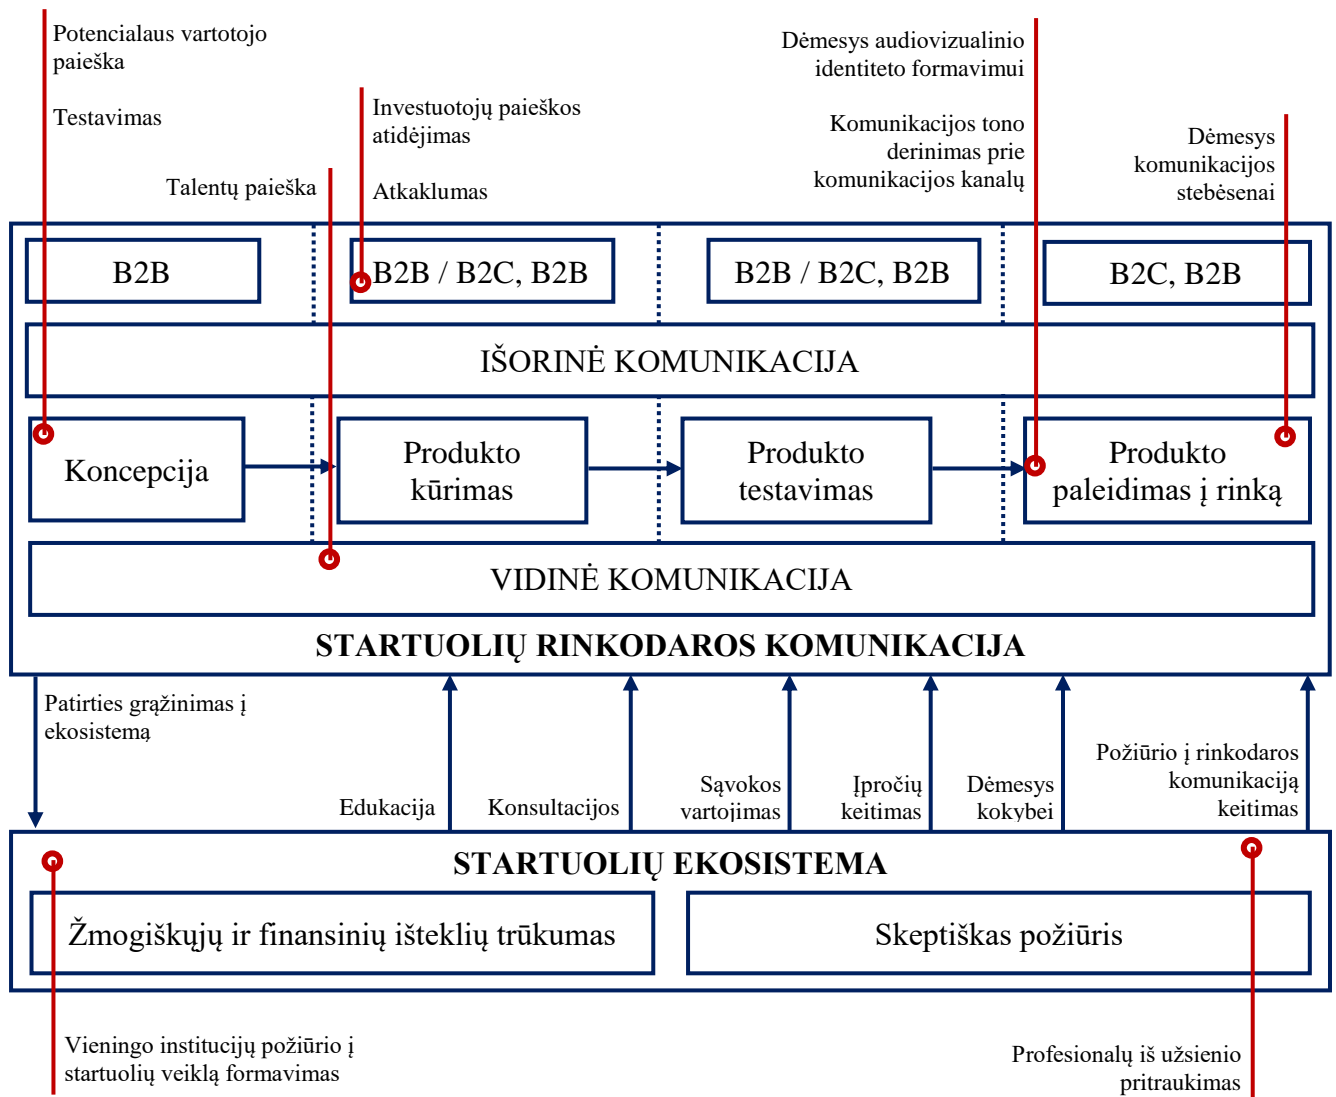 Potencialaus vartotojo
paieška
Testavimas
Talentų paieška
Investuotojų paieškos
atidėjimas
Atkaklumas
Dėmesys audiovizualinio
identiteto formavimui
Komunikacijos tono
derinimas prie
komunikacijos kanalų
Dėmesys
komunikacijos
stebėsenai
B2B
B2B / B2C, B2B
B2B / B2C, B2B
B2C, B2B
IŠORINĖ KOMUNIKACIJA
Koncepcija
Produkto
kūrimas
Produkto
testavimas
Produkto
paleidimas į rinką
VIDINĖ KOMUNIKACIJA
STARTUOLIŲ RINKODAROS KOMUNIKACIJA
Patirties grąžinimas į
ekosistemą
Edukacija
Konsultacijos
Sąvokos
vartojimas
Įpročių
keitimas
Dėmesys
kokybei
Požiūrio į rinkodaros
komunikaciją
keitimas
STARTUOLIŲ EKOSISTEMA
Žmogiškųjų ir finansinių išteklių trūkumas
Skeptiškas požiūris
Vieningo institucijų požiūrio į
startuolių veiklą formavimas
Profesionalų iš užsienio
pritraukimas